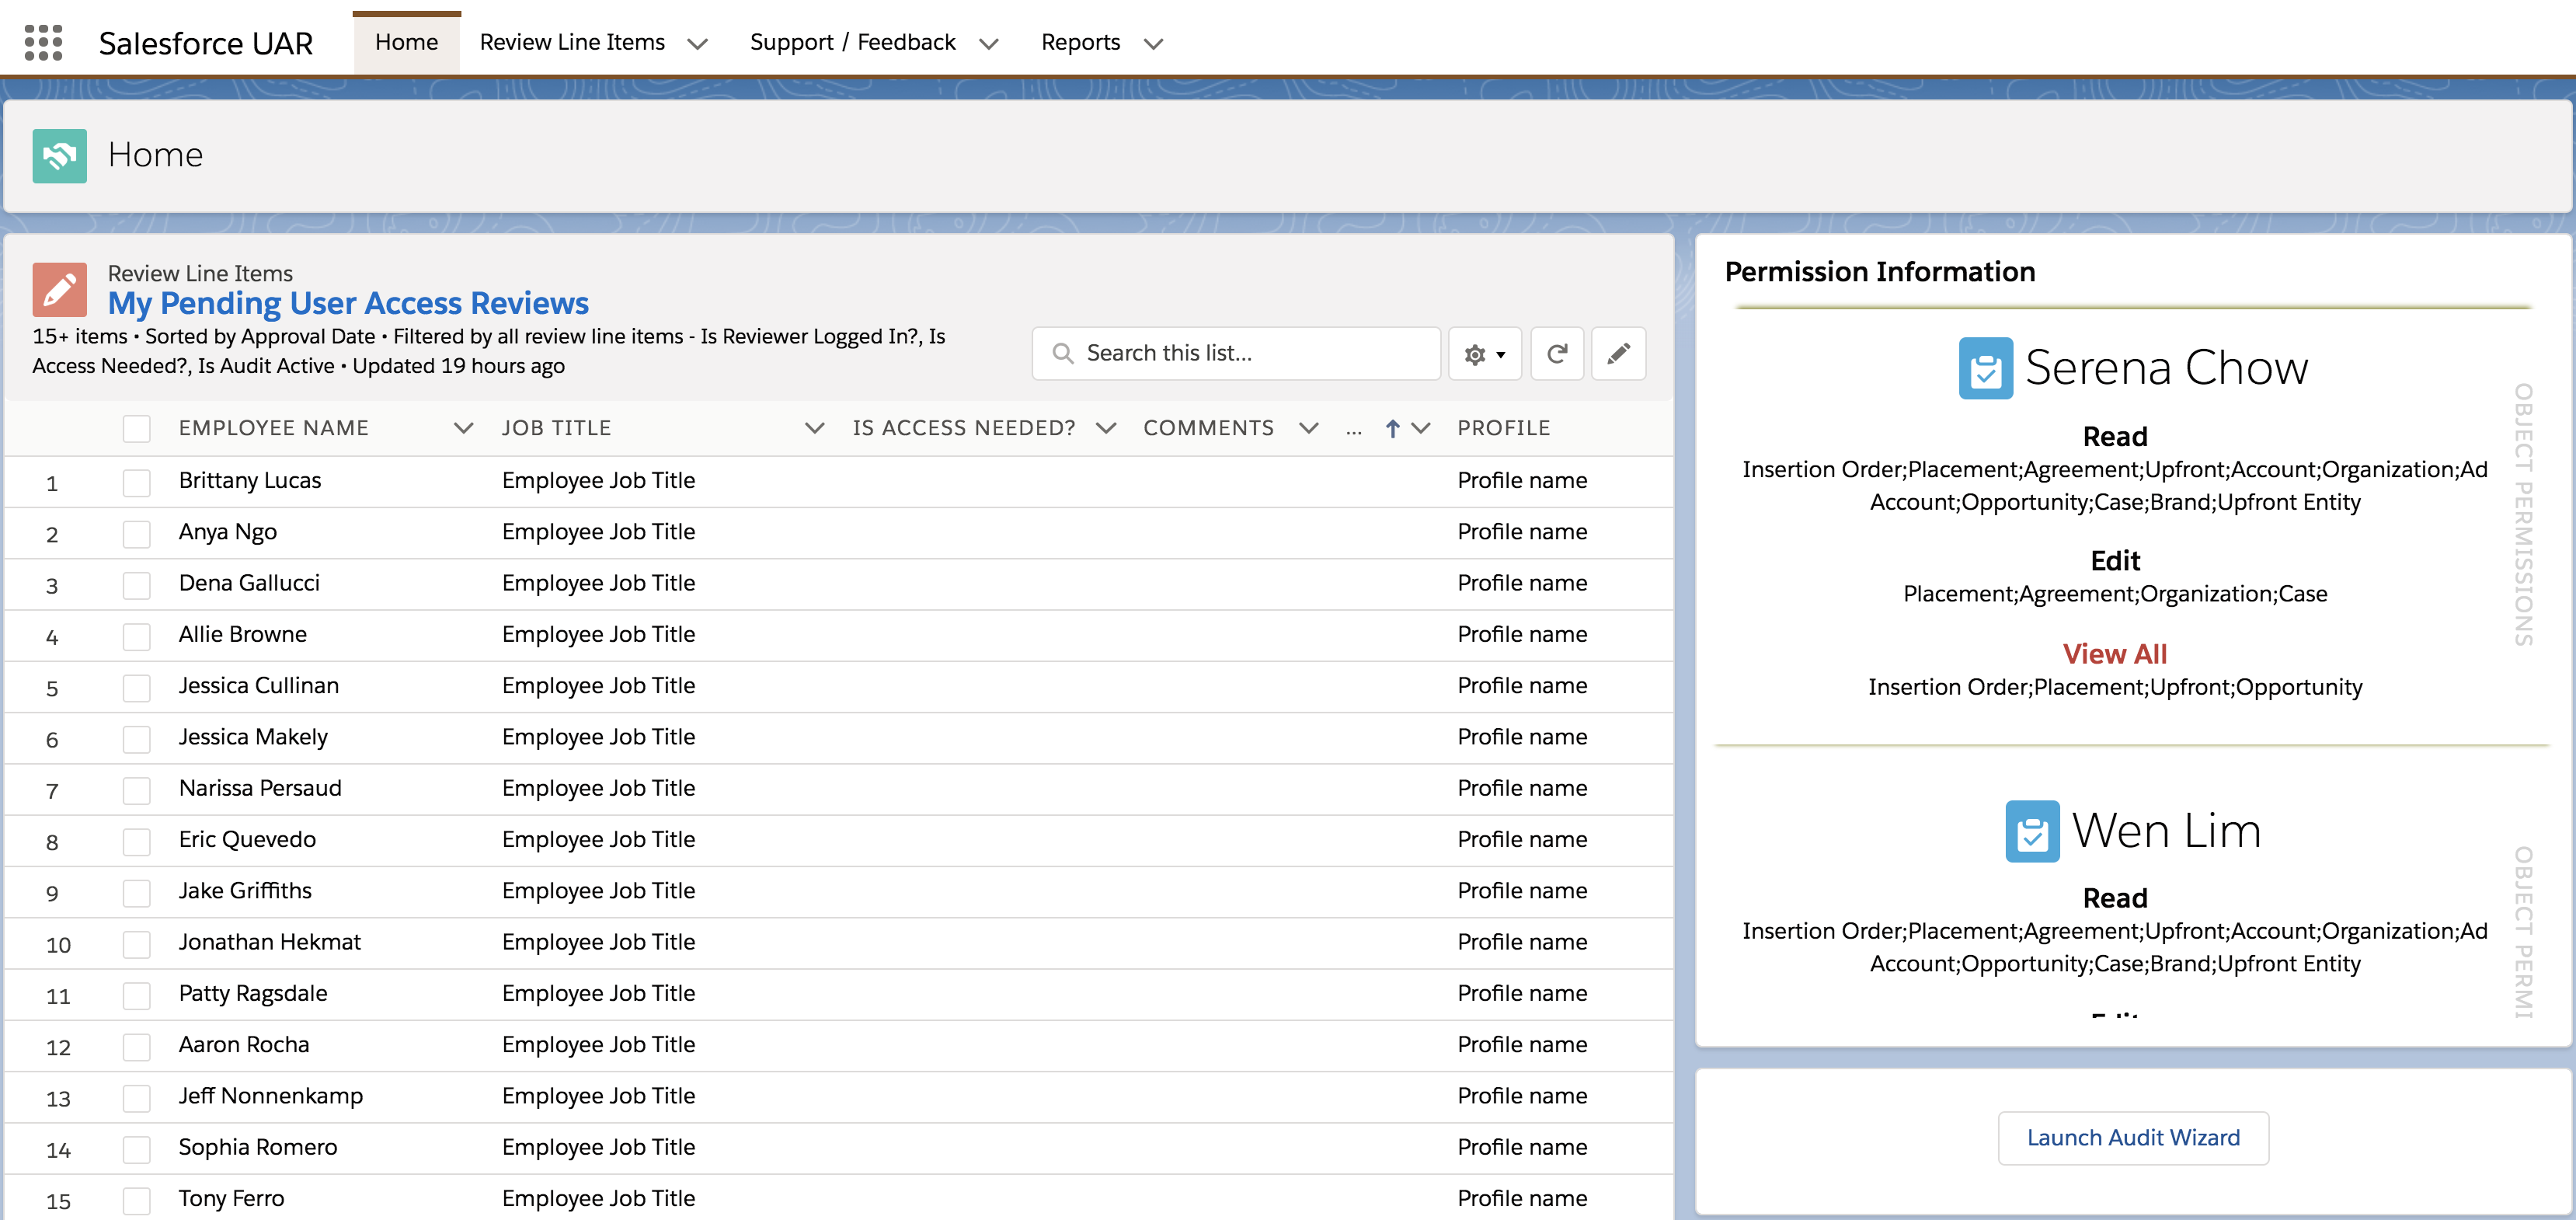 Salesforce UAR
Home
Review Line Items
Support / Feedback
Reports
Home
Review Line Items
My Pending User Access Reviews
15+ items • Sorted by Approval Date • Filtered by all review line items - Is Reviewer Logged In?, Is
Access Needed?, Is Audit Active • Updated 19 hours ago
Search this list...
EMPLOYEE NAME JOB TITLE IS ACCESS NEEDED? COMMENTS ... PROFILE
1 Brittany Lucas Employee Job Title Profile name
2 Anya Ngo Employee Job Title Profile name
3 Dena Gallucci Employee Job Title Profile name
4 Allie Browne Employee Job Title Profile name
5 Jessica Cullinan Employee Job Title Profile name
6 Jessica Makely Employee Job Title Profile name
7 Narissa Persaud Employee Job Title Profile name
8 Eric Quevedo Employee Job Title Profile name
9 Jake Griffiths Employee Job Title Profile name
10 Jonathan Hekmat Employee Job Title Profile name
11 Patty Ragsdale Employee Job Title Profile name
12 Aaron Rocha Employee Job Title Profile name
13 Jeff Nonnenkamp Employee Job Title Profile name
14 Sophia Romero Employee Job Title Profile name
15 Tony Ferro Employee Job Title Profile name
Permission Information
Serena Chow
Read
Insertion Order;Placement;Agreement;Upfront;Account;Organization;Ad
Account;Opportunity;Case;Brand;Upfront Entity
Edit
Placement;Agreement;Organization;Case
View All
Insertion Order;Placement;Upfront;Opportunity
OBJECT PERMISSIONS
Wen Lim
Read
Insertion Order;Placement;Agreement;Upfront;Account;Organization;Ad
Account;Opportunity;Case;Brand;Upfront Entity
Edit
OBJECT PERMI
Launch Audit Wizard